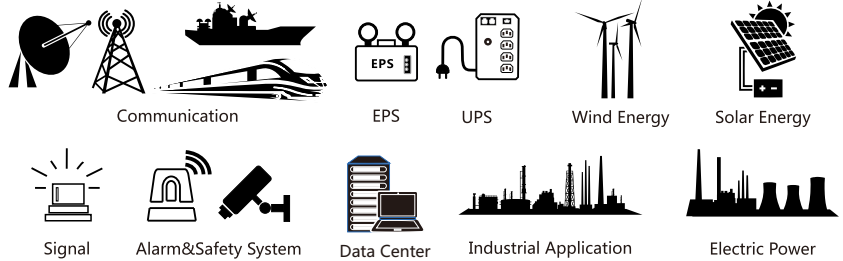 EPS
Communication
EPS
UPS
Wind Energy
Solar Energy
Signal
Alarm&Safety System
Data Center
Industrial Application
Electric Power